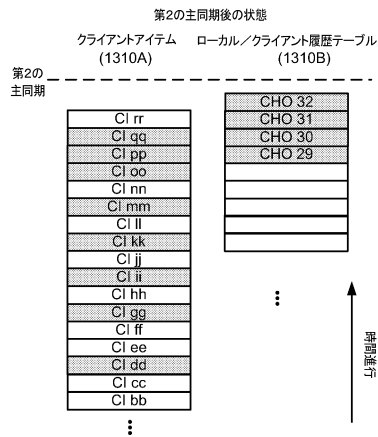 第2の主同期後の状態
クライアントアイテム
(1310A)
ローカル／クライアント履歴テーブル
(1310B)
第2の
主同期
CI rr
CI qq
CI pp
CI oo
CI nn
CI mm
CI ll
CI kk
CI jj
CI ii
CI hh
CI gg
CI ff
CI ee
CI dd
CI cc
CI bb
CHO 32
CHO 31
CHO 30
CHO 29
時間進行